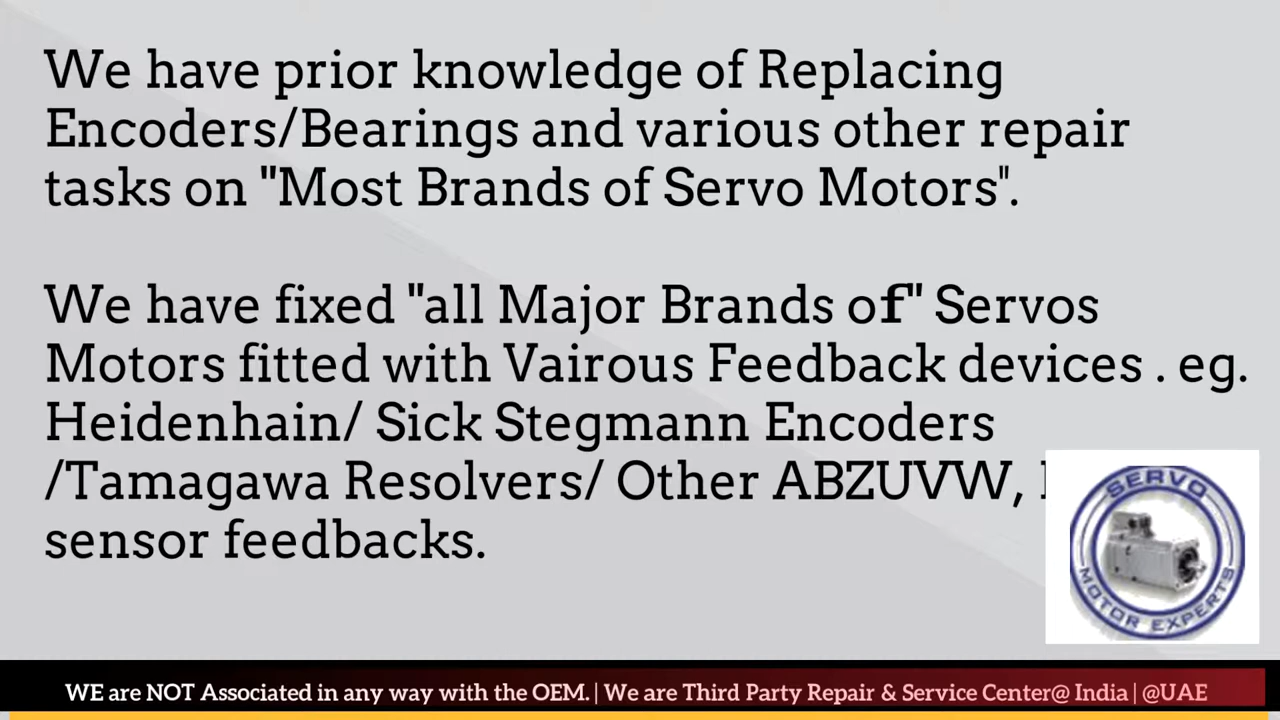 We have prior knowledge of Replacing
Encoders/Bearings and various other repair
tasks on "Most Brands of Servo Motors".
We have fixed "all Major Brands of" Servos
Motors fitted with Vairous Feedback devices . eg.
Heidenhain/ Sick Stegmann Encoders
/Tamagawa Resolvers/ Other ABZUVW,
sensor feedbacks.
SERVO
MOTOR EXPERTS
WE are NOT Associated in any way with the OEM. | We are Third Party Repair & Service Center@ India | @UAE